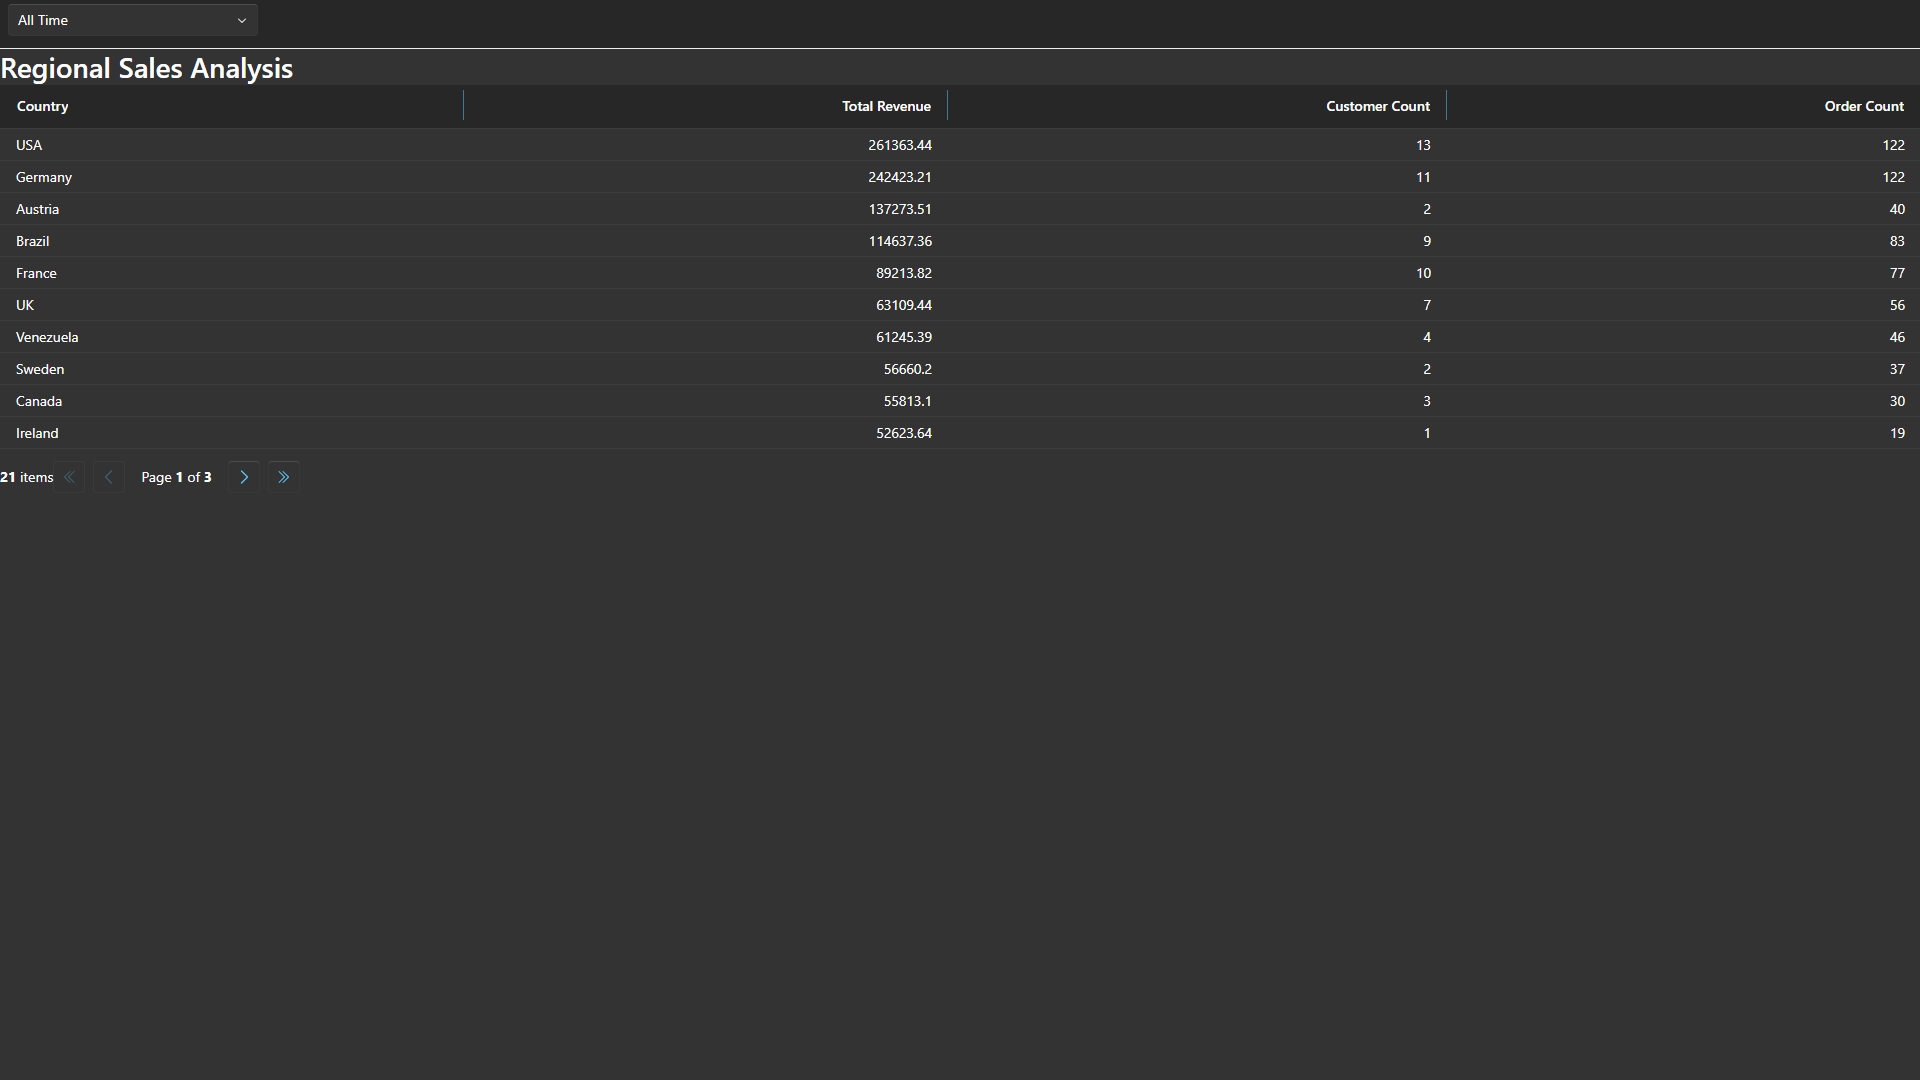 All Time
Regional Sales Analysis
Country Total Revenue Customer Count Order Count
USA 261363.44 13 122
Germany 242423.21 11 122
Austria 137273.51 2 40
Brazil 114637.36 9 83
France 89213.82 10 77
UK 63109.44 7 56
Venezuela 61245.39 4 46
Sweden 56660.2 2 37
Canada 55813.1 3 30
Ireland 52623.64 1 19
21 items Page 1 of 3